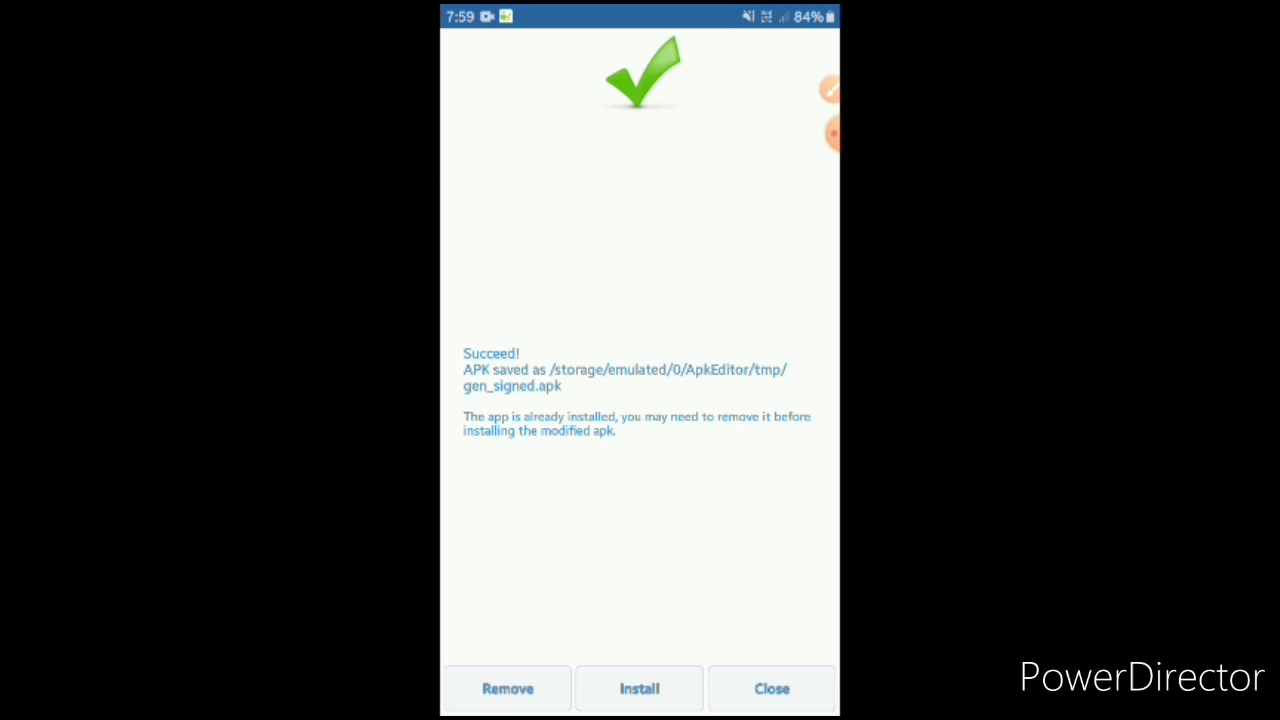 7:59
84%
Succeed!
APK saved as /storage/emulated/0/ApkEditor/tmp/
gen_signed.apk
The app is already installed, you may need to remove it before
installing the modified apk.
Remove
Install
Close
PowerDirector